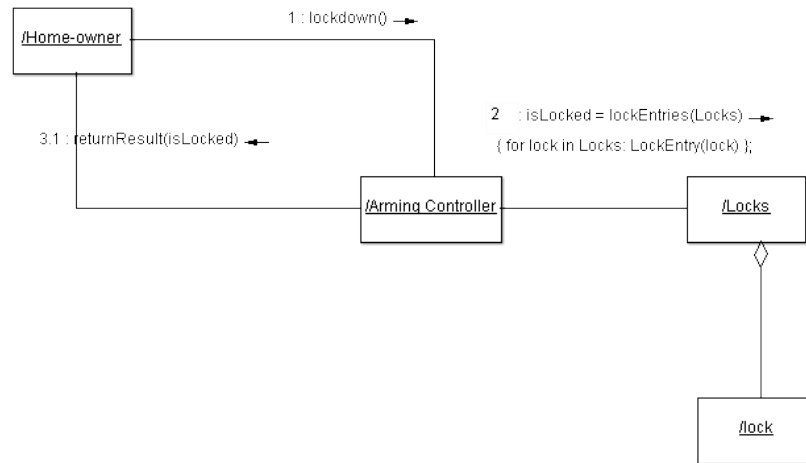 1 : lockdown()
/Home-owner
2 : isLocked = lockEntries(Locks)
3.1 : returnResult(isLocked)
{ for lock in Locks: LockEntry(lock) };
/Arming Controller
/Locks
/lock